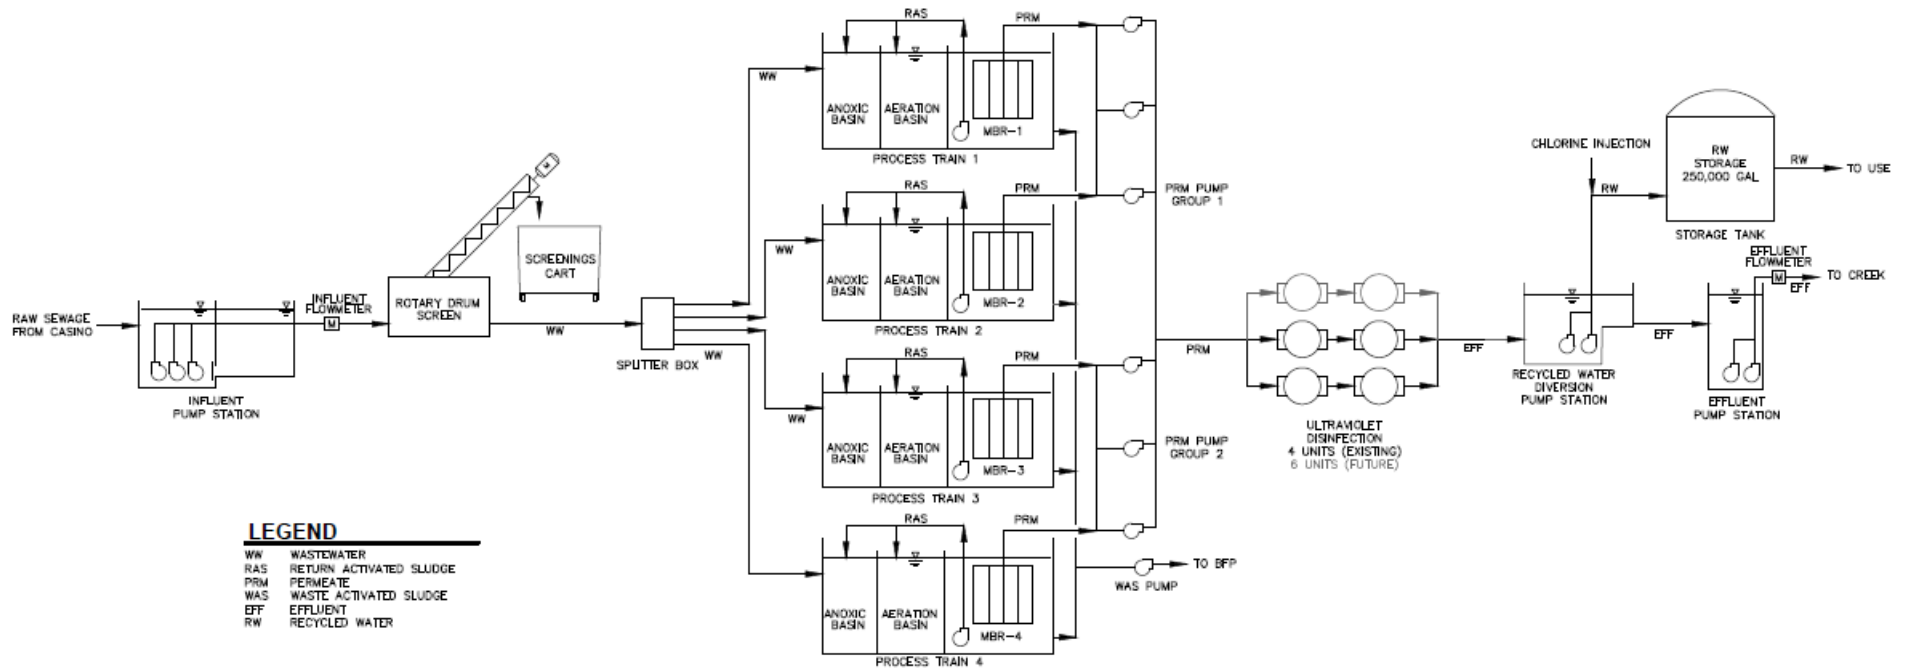 RAW SEWAGE
FROM CASINO
INFLUENT
PUMP STATION
INFLUENT
FLOWMETER
M
ROTARY DRUM
SCREEN
M
SCREENINGS
CART
WW
SPLITTER BOX
WW
WW
WW
WW
RAS
PRM
ANOXIC
BASIN
AERATION
BASIN
MBR-1
PROCESS TRAIN 1
RAS
PRM
ANOXIC
BASIN
AERATION
BASIN
MBR-2
PROCESS TRAIN 2
RAS
PRM
ANOXIC
BASIN
AERATION
BASIN
MBR-3
PROCESS TRAIN 3
RAS
PRM
ANOXIC
BASIN
AERATION
BASIN
MBR-4
PROCESS TRAIN 4
PRM PUMP
GROUP 1
PRM PUMP
GROUP 2
WAS PUMP
TO BFP
PRM
ULTRAVIOLET
DISINFECTION
4 UNITS (EXISTING)
6 UNITS (FUTURE)
EFF
CHLORINE INJECTION
RW
RECYCLED WATER
DIVERSION
PUMP STATION
EFF
RW
STORAGE
250,000 GAL
STORAGE TANK
RW
TO USE
EFFLUENT
FLOWMETER
M
EFF
TO CREEK
EFFLUENT
PUMP STATION
LEGEND
WW WASTEWATER
RAS RETURN ACTIVATED SLUDGE
PRM PERMEATE
WAS WASTE ACTIVATED SLUDGE
EFF EFFLUENT
RW RECYCLED WATER